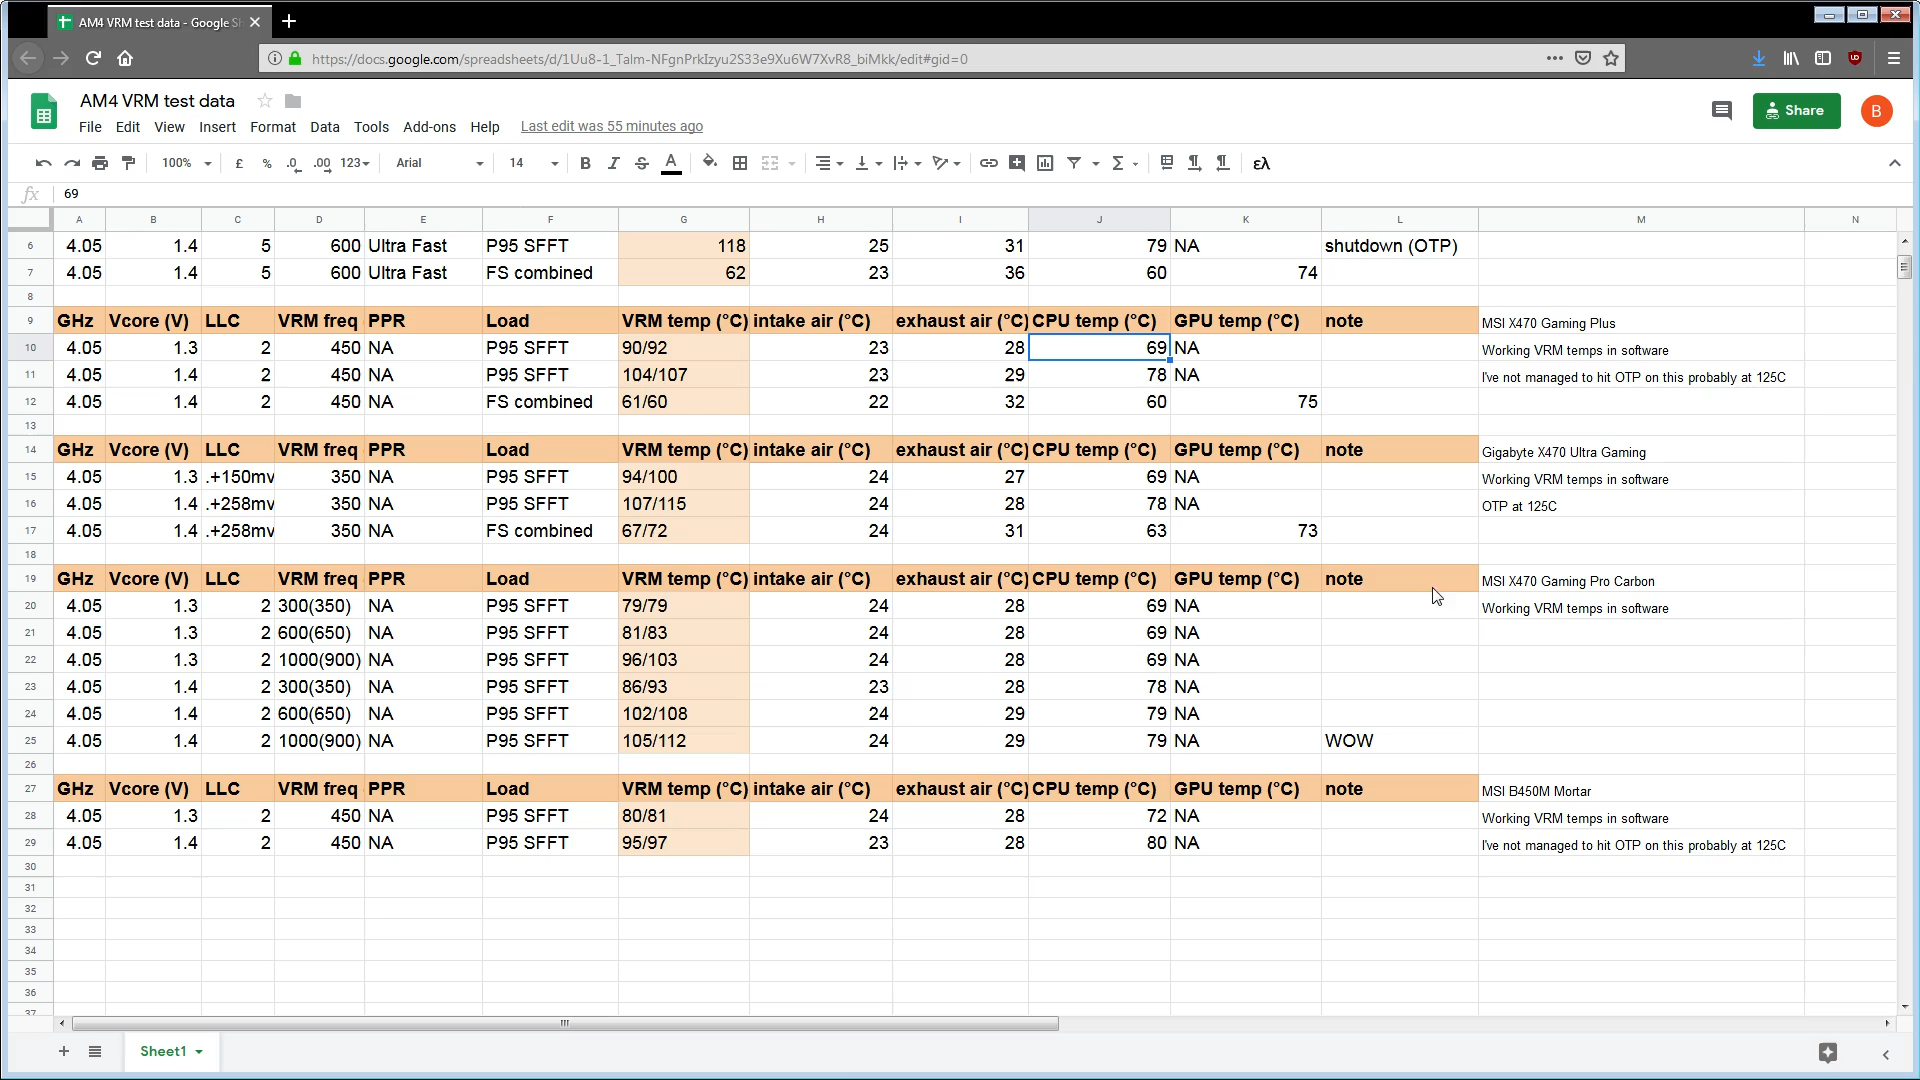 AM4 VRM test data - Google S
https://docs.google.com/spreadsheets/d/1Uu8-1_Talm-NFgnPrkIzyu2S33e9Xu6W7XvR8_biMkk/edit#gid=0
AM4 VRM test data
Share
B
File Edit View Insert Format Data Tools Add-ons Help Last edit was 55 minutes ago
100% £ % .0 .00 123 Arial 14 B I S A Σ ελ
fx 69
A B C D E F G H I J K L M N
6 4.05 1.4 5 600 Ultra Fast P95 SFFT 118 25 31 79 NA shutdown (OTP)
7 4.05 1.4 5 600 Ultra Fast FS combined 62 23 36 60 74
8
9 GHz Vcore (V) LLC VRM freq PPR Load VRM temp (°C) intake air (°C) exhaust air (°C) CPU temp (°C) GPU temp (°C) note MSI X470 Gaming Plus
10 4.05 1.3 2 450 NA P95 SFFT 90/92 23 28 69 NA Working VRM temps in software
11 4.05 1.4 2 450 NA P95 SFFT 104/107 23 29 78 NA I've not managed to hit OTP on this probably at 125C
12 4.05 1.4 2 450 NA FS combined 61/60 22 32 60 75
13
14 GHz Vcore (V) LLC VRM freq PPR Load VRM temp (°C) intake air (°C) exhaust air (°C) CPU temp (°C) GPU temp (°C) note Gigabyte X470 Ultra Gaming
15 4.05 1.3 .+150mv 350 NA P95 SFFT 94/100 24 27 69 NA Working VRM temps in software
16 4.05 1.4 .+258mv 350 NA P95 SFFT 107/115 24 28 78 NA OTP at 125C
17 4.05 1.4 .+258mv 350 NA FS combined 67/72 24 31 63 73
18
19 GHz Vcore (V) LLC VRM freq PPR Load VRM temp (°C) intake air (°C) exhaust air (°C) CPU temp (°C) GPU temp (°C) note MSI X470 Gaming Pro Carbon
20 4.05 1.3 2 300(350) NA P95 SFFT 79/79 24 28 69 NA Working VRM temps in software
21 4.05 1.3 2 600(650) NA P95 SFFT 81/83 24 28 69 NA
22 4.05 1.3 2 1000(900) NA P95 SFFT 96/103 24 28 69 NA
23 4.05 1.4 2 300(350) NA P95 SFFT 86/93 23 28 78 NA
24 4.05 1.4 2 600(650) NA P95 SFFT 102/108 24 29 79 NA
25 4.05 1.4 2 1000(900) NA P95 SFFT 105/112 24 29 79 NA WOW
26
27 GHz Vcore (V) LLC VRM freq PPR Load VRM temp (°C) intake air (°C) exhaust air (°C) CPU temp (°C) GPU temp (°C) note MSI B450M Mortar
28 4.05 1.3 2 450 NA P95 SFFT 80/81 24 28 72 NA Working VRM temps in software
29 4.05 1.4 2 450 NA P95 SFFT 95/97 23 28 80 NA I've not managed to hit OTP on this probably at 125C
30
31
32
33
34
35
36
37
Sheet1